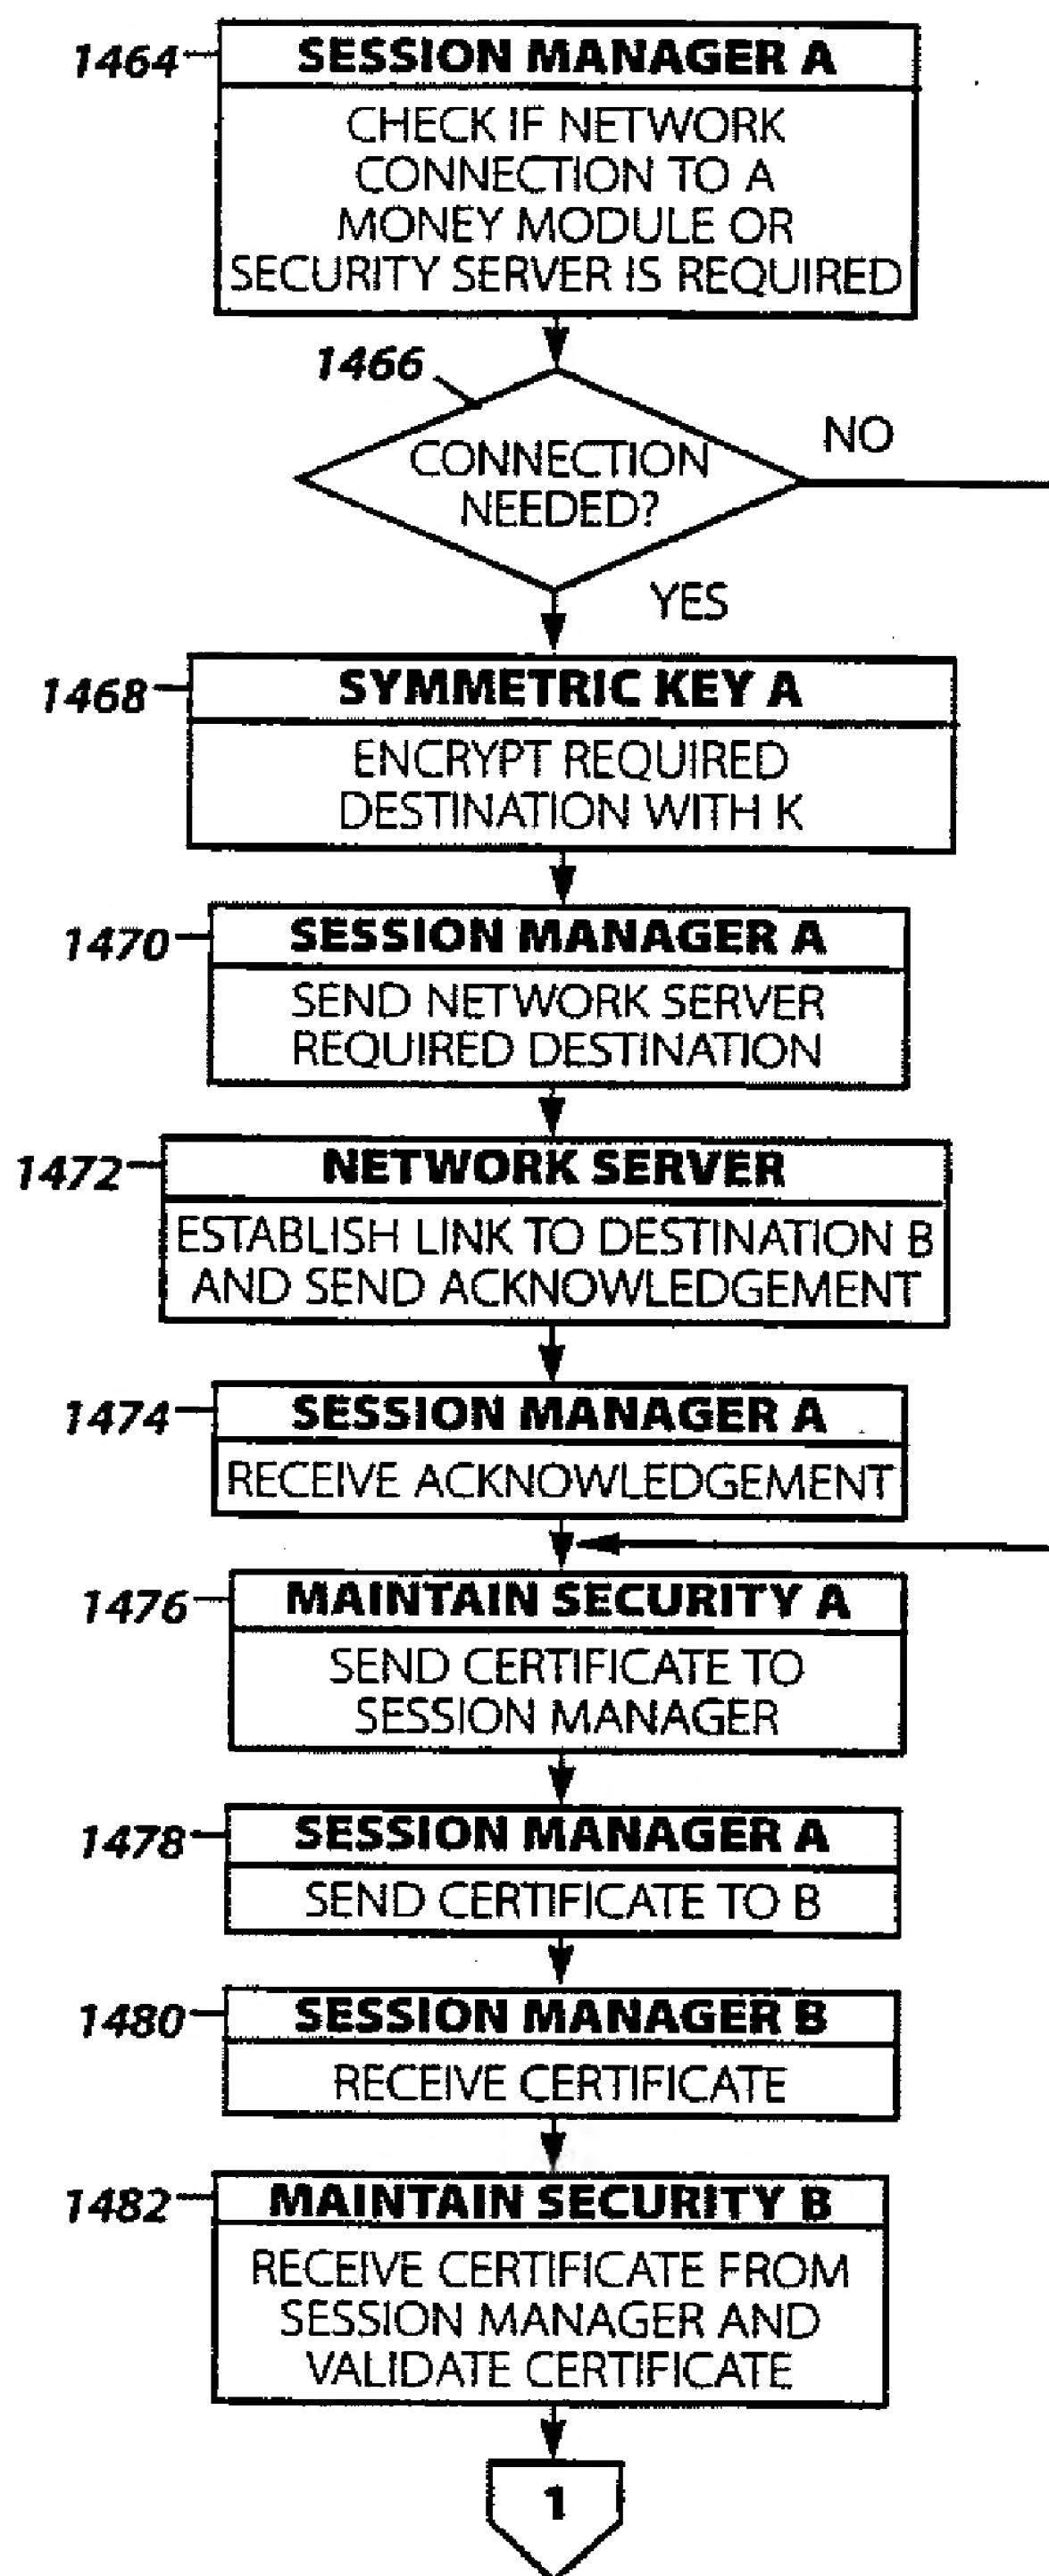 1464
SESSION MANAGER A
CHECK IF NETWORK
CONNECTION TO A
MONEY MODULE OR
SECURITY SERVER IS REQUIRED
1466
CONNECTION
NEEDED?
NO
YES
1468
SYMMETRIC KEY A
ENCRYPT REQUIRED
DESTINATION WITH K
1470
SESSION MANAGER A
SEND NETWORK SERVER
REQUIRED DESTINATION
1472
NETWORK SERVER
ESTABLISH LINK TO DESTINATION B
AND SEND ACKNOWLEDGEMENT
1474
SESSION MANAGER A
RECEIVE ACKNOWLEDGEMENT
1476
MAINTAIN SECURITY A
SEND CERTIFICATE TO
SESSION MANAGER
1478
SESSION MANAGER A
SEND CERTIFICATE TO B
1480
SESSION MANAGER B
RECEIVE CERTIFICATE
1482
MAINTAIN SECURITY B
RECEIVE CERTIFICATE FROM
SESSION MANAGER AND
VALIDATE CERTIFICATE
1